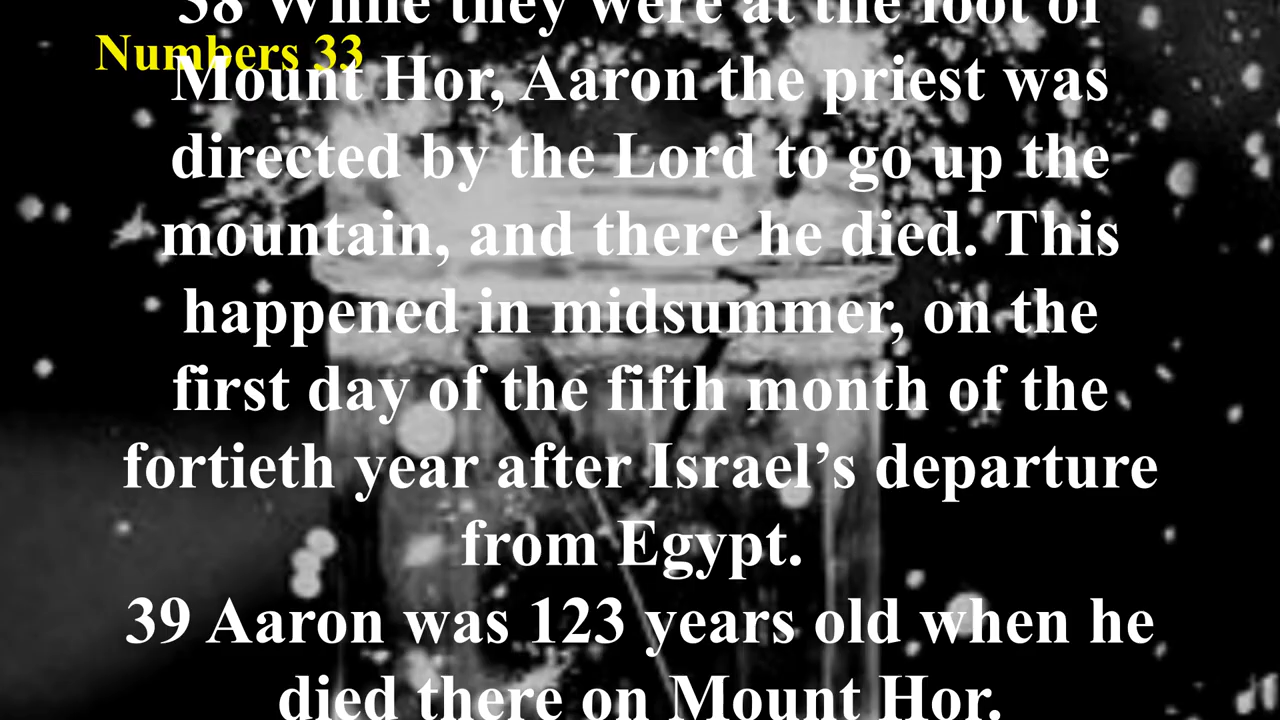 38 While they were at the foot of
Numbers 33
Mount Hor, Aaron the priest was
directed by the Lord to go up the
mountain, and there he died. This
happened in midsummer, on the
first day of the fifth month of the
fortieth year after Israel’s departure
from Egypt.
39 Aaron was 123 years old when he
died there on Mount Hor.